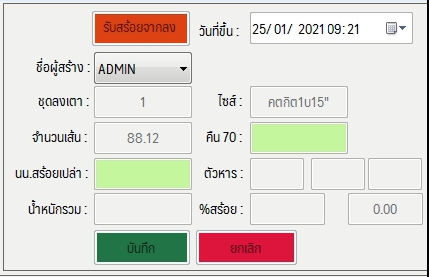 รับสร้อยจากลง วันที่ขึ้น : 25/ 01/ 2021 09:21
ชื่อผู้สร้าง : ADMIN
ชุดลงเตา : 1 ไซส์ : คตกิต1บ15"
จำนวนเส้น : 88.12 คืน 70 :
นน.สร้อยเปล่า : ตัวหาร :
น้ำหนักรวม : %สร้อย : 0.00
บันทึก ยกเลิก